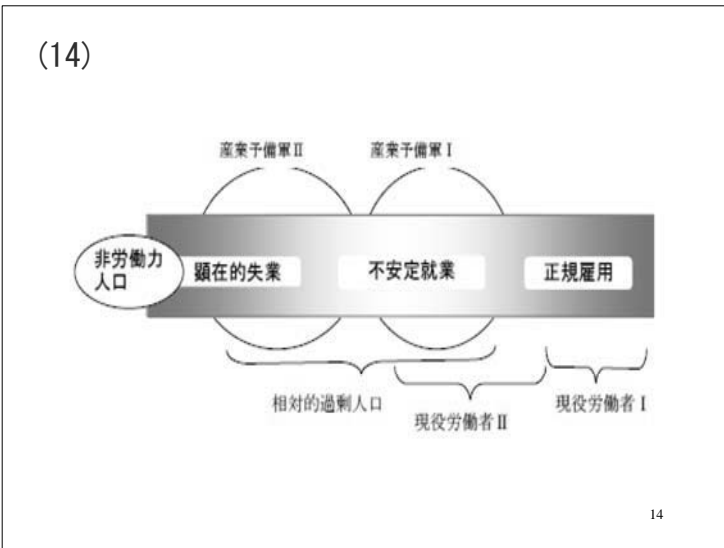 (14)
産業予備軍Ⅱ
産業予備軍Ⅰ
非労働力
人口
顕在的失業
不安定就業
正規雇用
相対的過剰人口
現役労働者Ⅱ
現役労働者Ⅰ
14